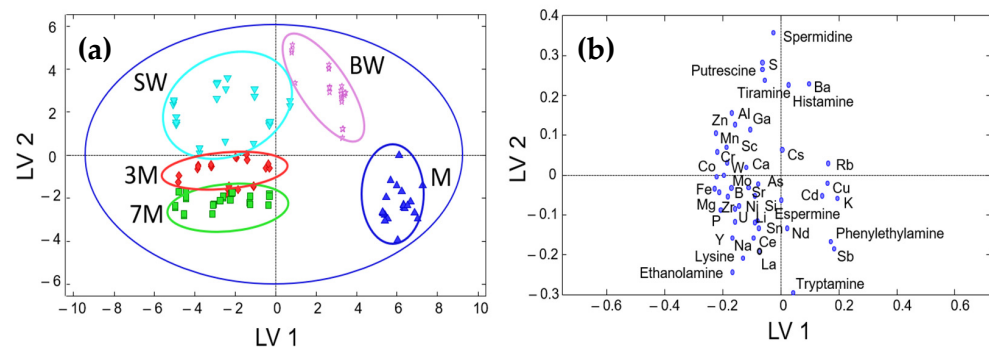 (a)
SW
BW
3M
7M
M
6
4
2
0
−2
−4
−6
−10 −8 −6 −4 −2 0 2 4 6 8 10
LV 2
LV 1
(b)
0.4
0.3
0.2
0.1
0
−0.1
−0.2
−0.3
−0.6 −0.4 −0.2 0 0.2 0.4 0.6
LV 2
LV 1
Spermidine
Putrescine S
Tiramine Ba
Histamine
Zn Al Ga
Mn Sc
Cr Cs
Co W Ca Rb
Mo As
Fe B Sr Cd Cu
Mg Zr Ni Si K
P U Li Espermine
Sn Nd Phenylethylamine
Y Na Ce Sb
Lysine La
Ethanolamine
Tryptamine